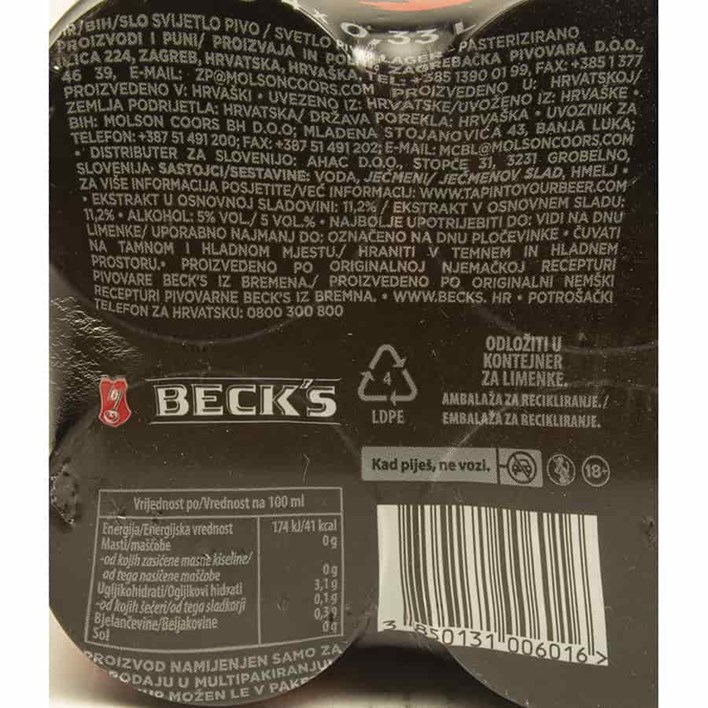 x 0,33 L
HR/BIH/SLO SVIJETLO PIVO / SVETLO LAGER PASTERIZIRANO
PROIZVODI I PUNI/ PROIZVAJA IN ZAGREBAČKA PIVOVARA D.O.O.,
ILICA 224, ZAGREB, HRVATSKA, HRVAŠKA, TEL.: +385 1390 01 99, FAX: +385 1 377
46 39, E-MAIL: ZP@MOLSONCOORS.COM PROIZVEDENO U: HRVATSKOJ/
PROIZVEDENO V: HRVAŠKI • UVEZENO IZ: HRVATSKE/UVOŽENO IZ: HRVAŠKE •
ZEMLJA PODRIJETLA: HRVATSKA/ DRŽAVA POREKLA: HRVAŠKA • UVOZNIK ZA
BIH: MOLSON COORS BH D.O.O; MLADENA STOJANOVIĆA 43, BANJA LUKA;
TELEFON: +387 51 491 200; FAX: +387 51 491 202; E-MAIL: MCBL@MOLSONCOORS.COM
• DISTRIBUTER ZA SLOVENIJO: AHAC D.O.O., STOPČE 31, 3231 GROBELNO,
SLOVENIJA• SASTOJCI/SESTAVINE: VODA, JEČMENI/ JEČMENOV SLAD, HMELJ •
ZA VIŠE INFORMACIJA POSJETITE/VEČ INFORMACIJ: WWW.TAPINTOYOURBEER.COM
• EKSTRAKT U OSNOVNOJ SLADOVINI: 11,2% / EKSTRAKT V OSNOVNEM SLADU:
11,2% • ALKOHOL: 5% VOL./ 5 VOL.% • NAJBOLJE UPOTRIJEBITI DO: VIDI NA DNU
LIMENKE/ UPORABNO NAJMANJ DO: OZNAČENO NA DNU PLOČEVINKE • ČUVATI
NA TAMNOM I HLADNOM MJESTU/ HRANITI V TEMNEM IN HLADNEM
PROSTORU.• PROIZVEDENO PO ORIGINALNOJ NJEMAČKOJ RECEPTURI
PIVOVARE BECK'S IZ BREMENA./ PROIZVEDENO PO ORIGINALNI NEMŠKI
RECEPTURI PIVOVARNE BECK'S IZ BREMNA. • WWW.BECKS. HR • POTROŠAČKI
TELEFON ZA HRVATSKU: 0800 300 800
BECK'S
4
LDPE
ODLOŽITI U
KONTEJNER
ZA LIMENKE.
AMBALAŽA ZA RECIKLIRANJE./
EMBALAŽA ZA RECIKLIRANJE.
Kad piješ, ne vozi.
18+
Vrijednost po/Vrednost na 100 ml
Energija/Energijska vrednost 174 kJ/41 kcal
Masti/maščobe 0 g
-od kojih zasićene masne kiseline/
od tega nasičene maščobe 0 g
Ugljikohidrati/Ogljikovi hidrati 3,1 g
-od kojih šećeri/od tega sladkorji 0,1 g
Bjelančevine/Beljakovine 0,3 g
Sol 0 g
3 850131 006016 >
PROIZVOD NAMIJENJEN SAMO ZA
PRODAJU U MULTIPAKIRANJU/
MOŽEN LE V